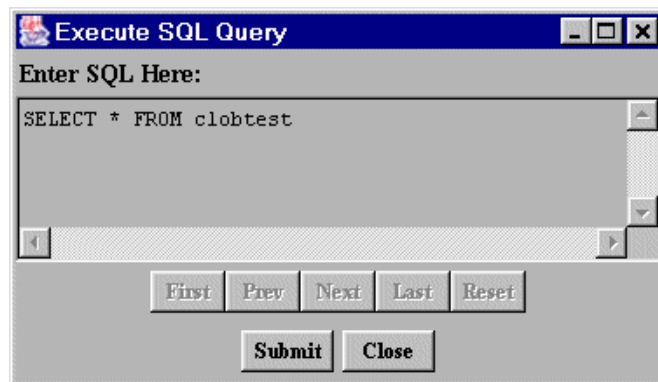 Execute SQL Query
Enter SQL Here:
SELECT * FROM clobtest
First Prev Next Last Reset
Submit Close